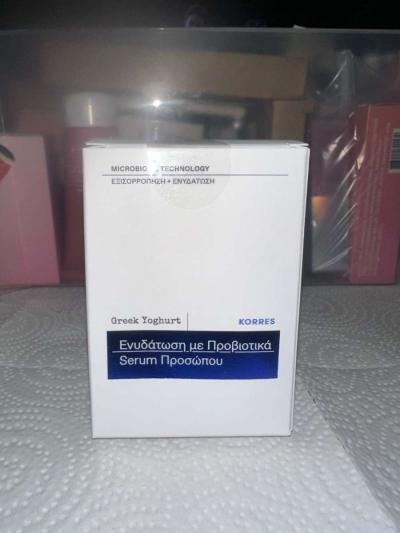 TECHNOLOGY
ΕΞΙΣΟΡΡΟΠΗΣΗ + ΕΝΥΔΑΤΩΣΗ
Greek Yoghurt
KORRES
Ενυδάτωση με Προβιοτικά
Serum Προσώπου